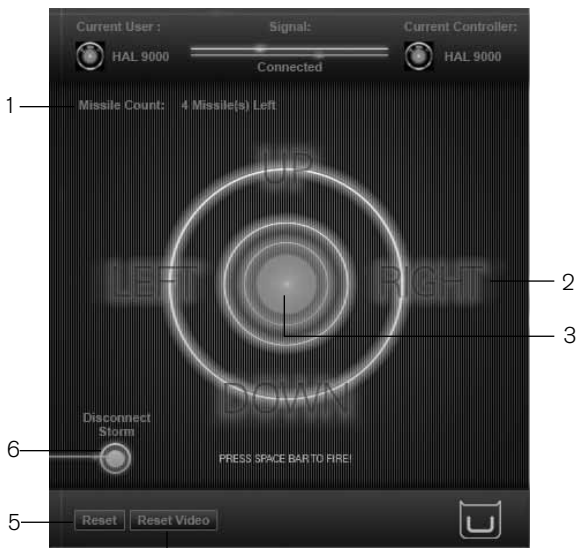 Current User :
Signal:
Current Controller:
HAL 9000
Connected
HAL 9000
1
Missile Count: 4 Missile(s) Left
UP
LEFT
RIGHT
2
3
DOWN
Disconnect
Storm
6
PRESS SPACE BAR TO FIRE!
5
Reset
Reset Video